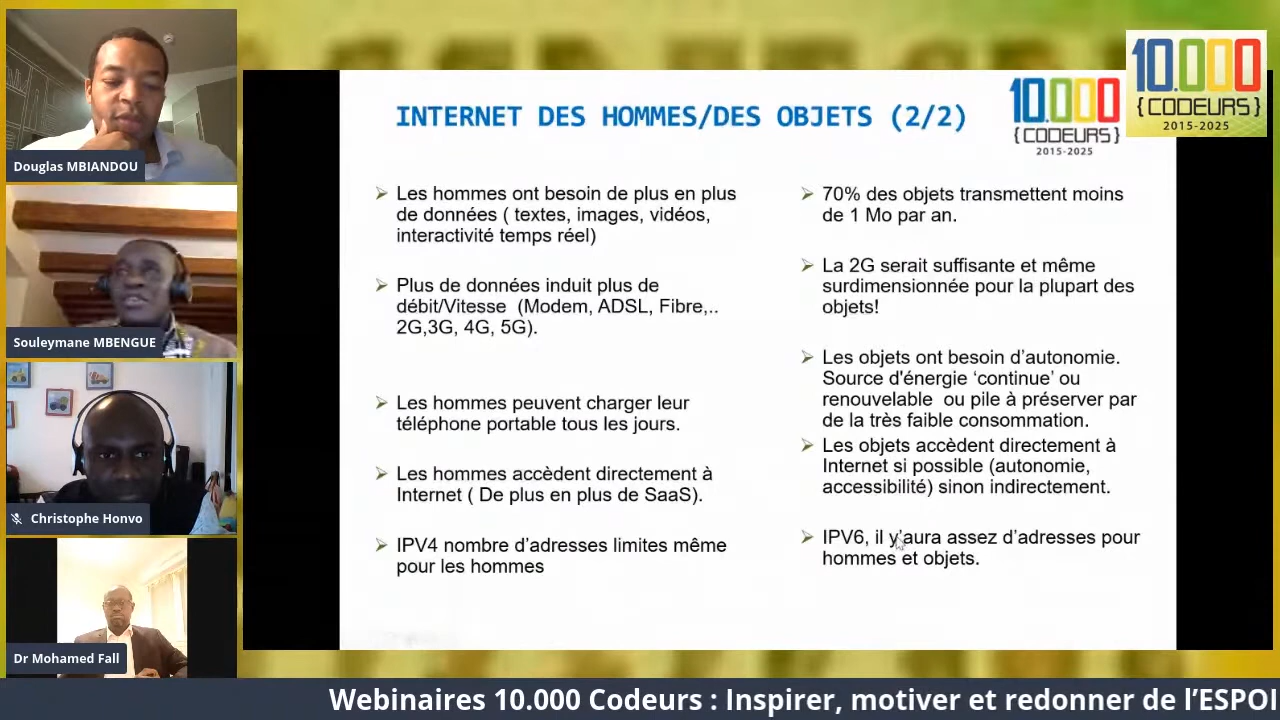 Douglas MBIANDOU
Souleymane MBENGUE
Christophe Honvo
Dr Mohamed Fall
INTERNET DES HOMMES/DES OBJETS (2/2)
10.000
{CODEURS}
2015-2025
10.000
{CODEURS}
2015-2025
Les hommes ont besoin de plus en plus
de données ( textes, images, vidéos,
interactivité temps réel)
Plus de données induit plus de
débit/Vitesse (Modem, ADSL, Fibre,..
2G,3G, 4G, 5G).
Les hommes peuvent charger leur
téléphone portable tous les jours.
Les hommes accèdent directement à
Internet ( De plus en plus de SaaS).
IPV4 nombre d'adresses limites même
pour les hommes
70% des objets transmettent moins
de 1 Mo par an.
La 2G serait suffisante et même
surdimensionnée pour la plupart des
objets!
Les objets ont besoin d'autonomie.
Source d'énergie 'continue' ou
renouvelable ou pile à préserver par
de la très faible consommation.
Les objets accèdent directement à
Internet si possible (autonomie,
accessibilité) sinon indirectement.
IPV6, il y'aura assez d'adresses pour
hommes et objets.
Webinaires 10.000 Codeurs : Inspirer, motiver et redonner de l'ESPOI